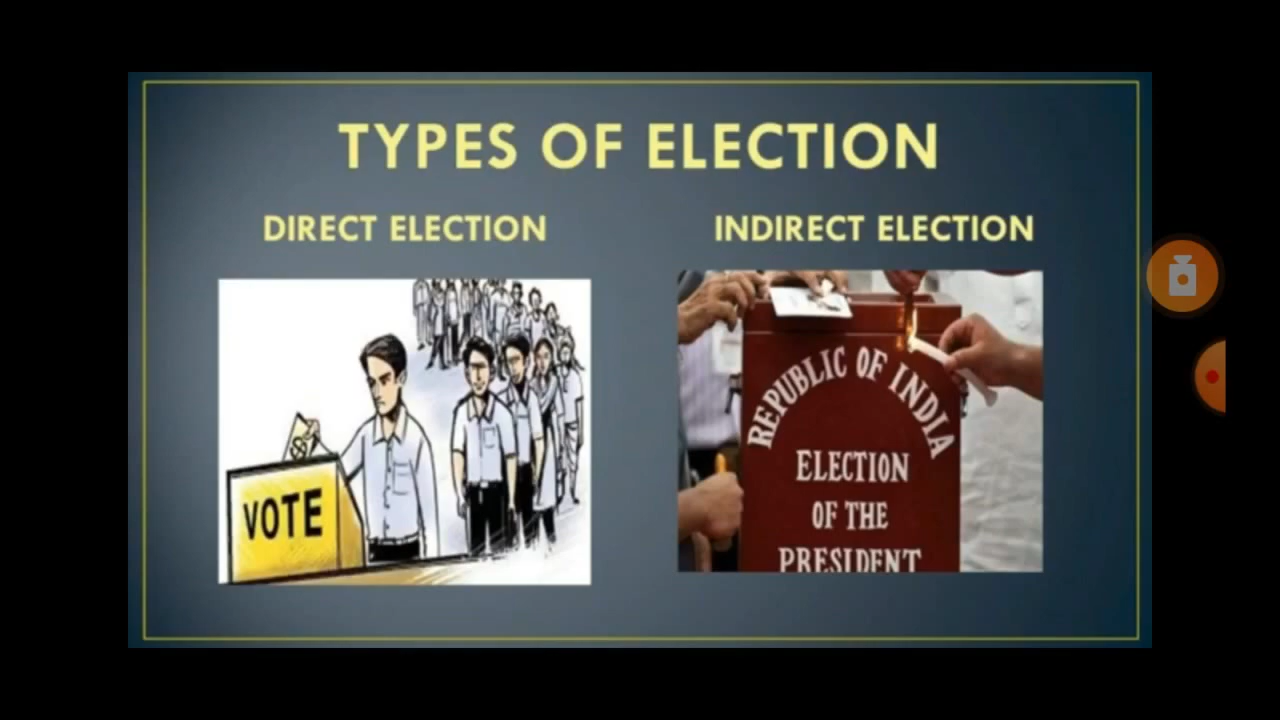 TYPES OF ELECTION
DIRECT ELECTION
INDIRECT ELECTION
VOTE
REPUBLIC OF INDIA
ELECTION
OF THE
PRESIDENT